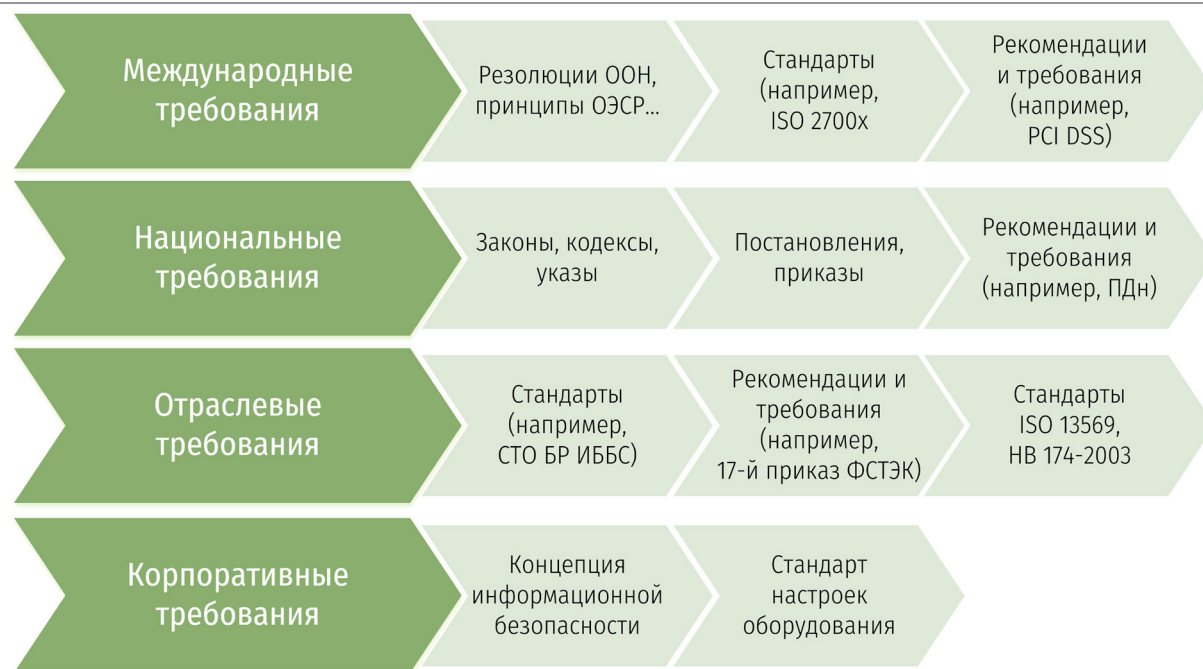 Международные
требования
Резолюции ООН,
принципы ОЭСР...
Стандарты
(например,
ISO 2700x
Рекомендации
и требования
(например,
PCI DSS)
Национальные
требования
Законы, кодексы,
указы
Постановления,
приказы
Рекомендации и
требования
(например, ПДн)
Отраслевые
требования
Стандарты
(например,
СТО БР ИББС)
Рекомендации и
требования
(например,
17-й приказ ФСТЭК)
Стандарты
ISO 13569,
НВ 174-2003
Корпоративные
требования
Концепция
информационной
безопасности
Стандарт
настроек
оборудования